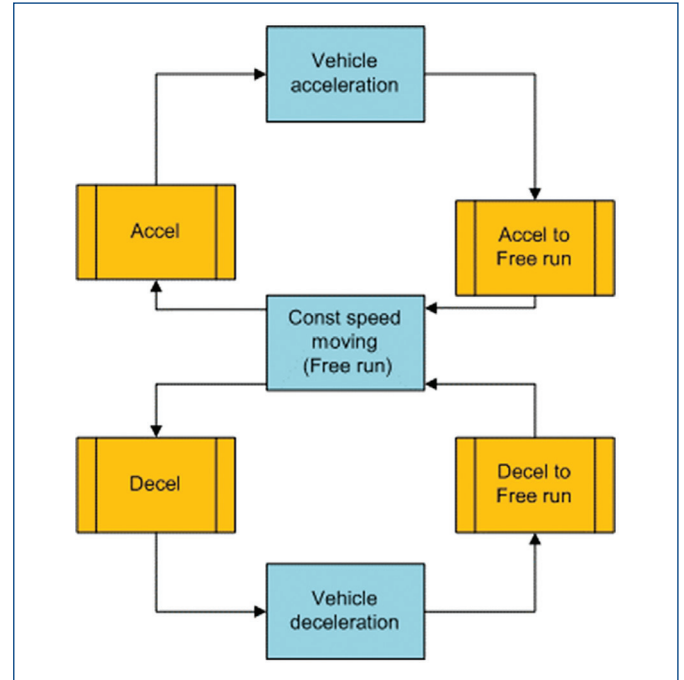 Vehicle
acceleration
Accel
Accel to
Free run
Const speed
moving
(Free run)
Decel
Decel to
Free run
Vehicle
deceleration